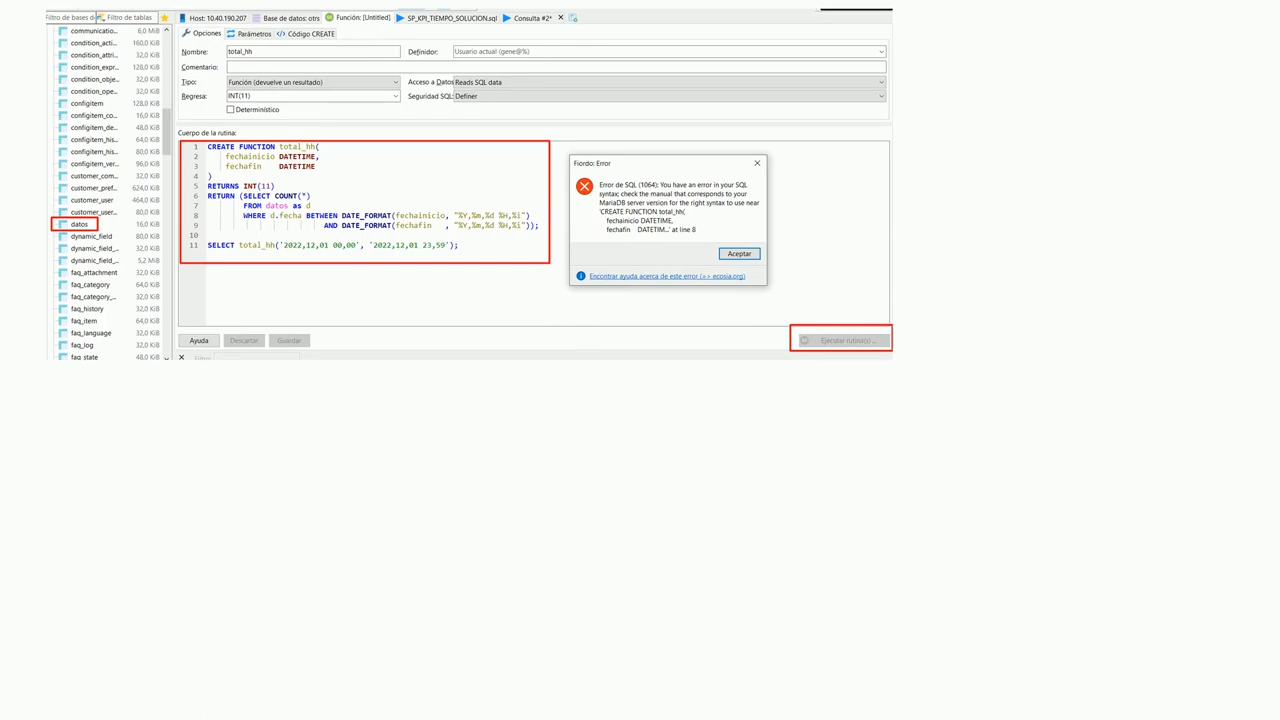 Filtro de bases d
Filtro de tablas
Host: 10.40.190.207
Base de datos: otrs
Función: [Untitled]
SP_KPI_TIEMPO_SOLUCION.sql
Consulta #2*
Opciones
Parámetros
Código CREATE
Nombre:
total_hh
Definidor:
Usuario actual (gene@%)
Comentario:
Tipo:
Función (devuelve un resultado)
Acceso a Datos
Reads SQL data
Regresa:
INT(11)
Seguridad SQL:
Definer
Determinístico
Cuerpo de la rutina:
communicatio... 6,0 MiB
condition_acti... 160,0 KiB
condition_attri... 32,0 KiB
condition_expr... 128,0 KiB
condition_obje... 32,0 KiB
condition_ope... 32,0 KiB
configitem 128,0 KiB
configitem_co... 16,0 KiB
configitem_de... 48,0 KiB
configitem_his... 64,0 KiB
configitem_his... 80,0 KiB
configitem_ver... 96,0 KiB
customer_com... 32,0 KiB
customer_pref... 624,0 KiB
customer_user 464,0 KiB
customer_user... 80,0 KiB
datos 16,0 KiB
dynamic_field 80,0 KiB
dynamic_field_... 32,0 KiB
dynamic_field_... 5,2 MiB
faq_attachment 32,0 KiB
faq_category 64,0 KiB
faq_category_... 32,0 KiB
faq_history 32,0 KiB
faq_item 64,0 KiB
faq_language 32,0 KiB
faq_log 32,0 KiB
faq_state 48,0 KiB
1 CREATE FUNCTION total_hh(
2 fechainicio DATETIME,
3 fechafin DATETIME
4 )
5 RETURNS INT(11)
6 RETURN (SELECT COUNT(*)
7 FROM datos as d
8 WHERE d.fecha BETWEEN DATE_FORMAT(fechainicio, "%Y,%m,%d %H,%i")
9 AND DATE_FORMAT(fechafin , "%Y,%m,%d %H,%i"));
10
11 SELECT total_hh('2022,12,01 00,00', '2022,12,01 23,59');
Fiordo: Error
Error de SQL (1064): You have an error in your SQL
syntax; check the manual that corresponds to your
MariaDB server version for the right syntax to use near
'CREATE FUNCTION total_hh(
fechainicio DATETIME,
fechafin DATETIM...' at line 8
Aceptar
Encontrar ayuda acerca de este error (=> ecosia.org)
Ayuda
Descartar
Guardar
Ejecutar rutina(s) ...
Filtro: